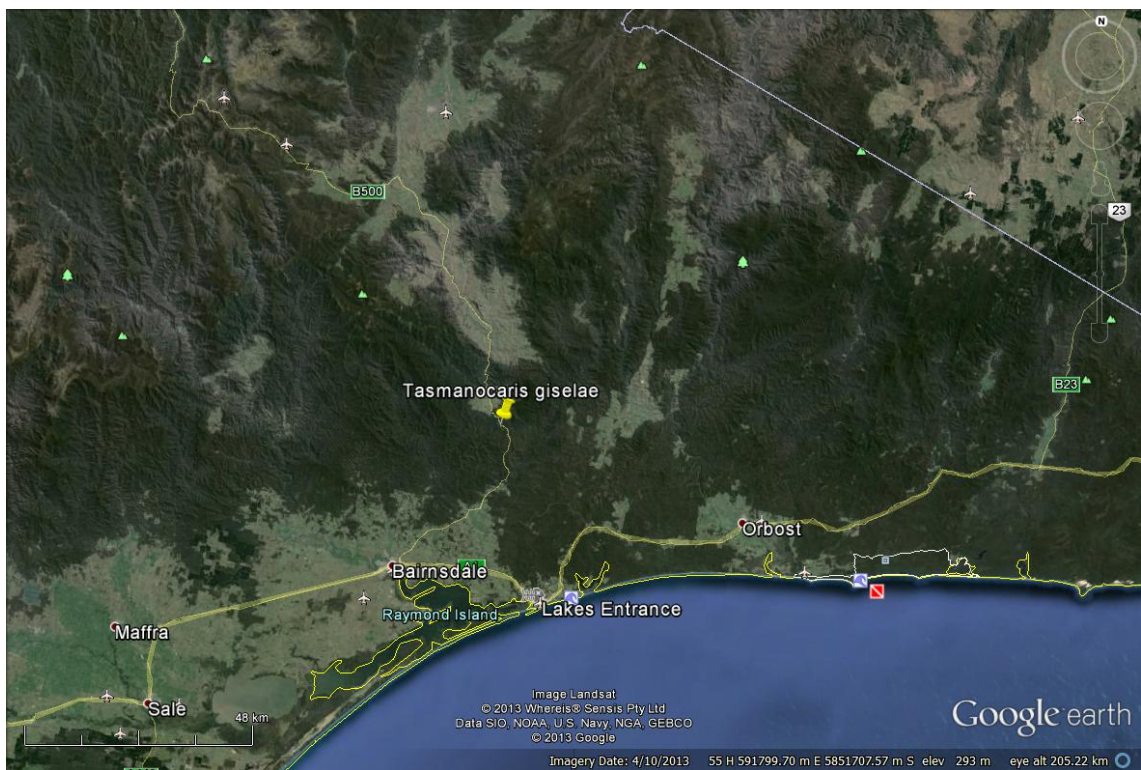 N
B500
23
Tasmanocaris giselae
B23
Orbost
Bairnsdale
Raymond Island
Lakes Entrance
Maffra
Sale
48 km
Image Landsat
© 2013 Whereis® Sensis Pty Ltd
Data SIO, NOAA, U.S. Navy, NGA, GEBCO
© 2013 Google
Google earth
Imagery Date: 4/10/2013 55 H 591799.70 m E 5851707.57 m S elev 293 m eye alt 205.22 km